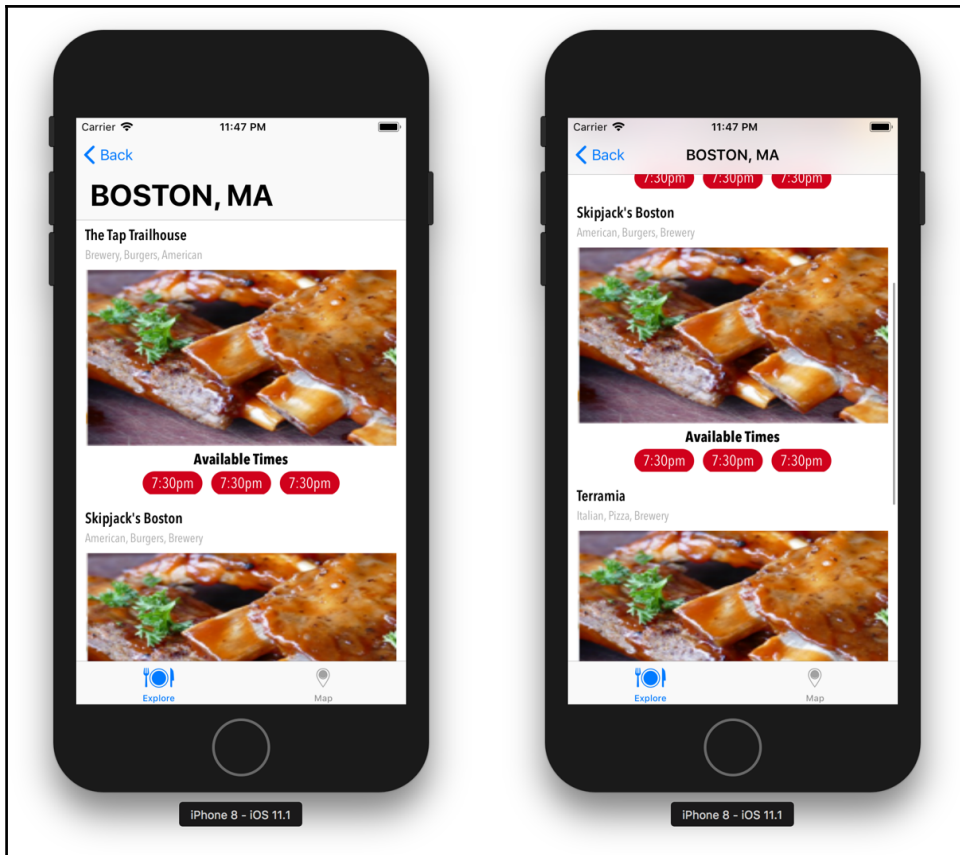 Carrier 11:47 PM
Back
BOSTON, MA
The Tap Trailhouse
Brewery, Burgers, American
Available Times
7:30pm 7:30pm 7:30pm
Skipjack's Boston
American, Burgers, Brewery
Explore Map
iPhone 8 - iOS 11.1
Carrier 11:47 PM
Back BOSTON, MA
7:30pm 7:30pm 7:30pm
Skipjack's Boston
American, Burgers, Brewery
Available Times
7:30pm 7:30pm 7:30pm
Terramia
Italian, Pizza, Brewery
Explore Map
iPhone 8 - iOS 11.1